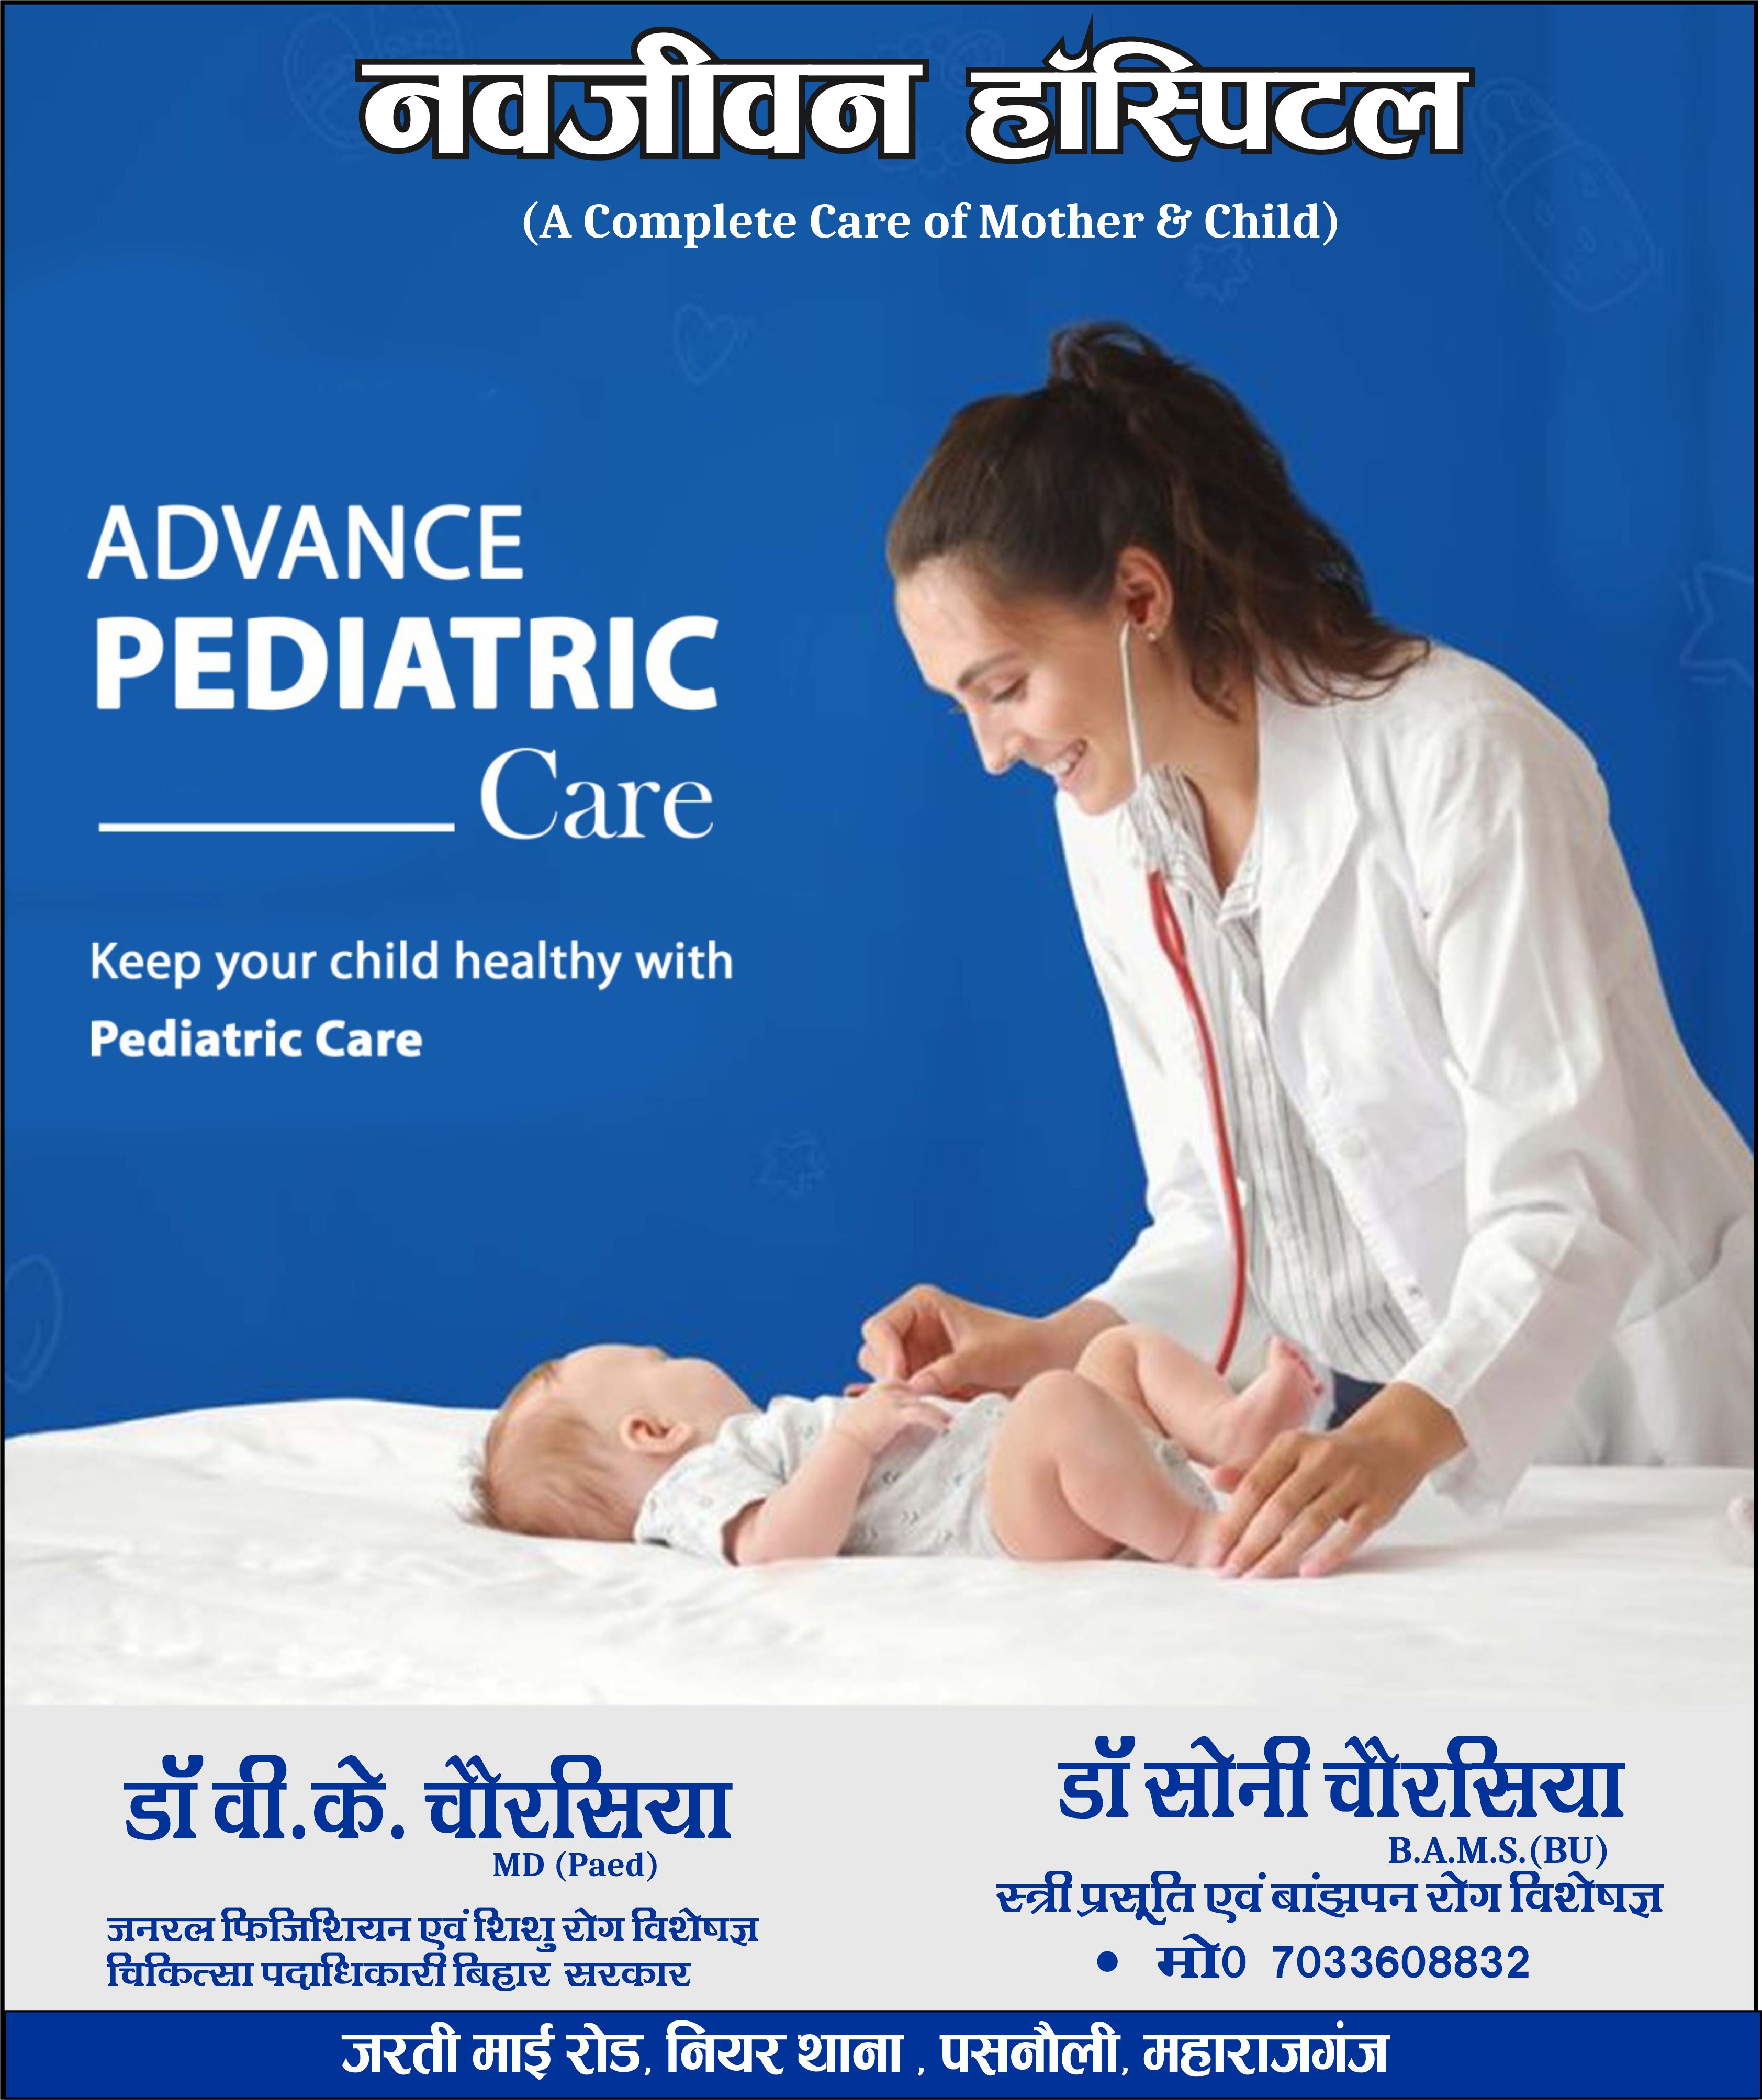 नवजीवन हॉस्पिटल
(A Complete Care of Mother & Child)
ADVANCE
PEDIATRIC
Care
Keep your child healthy with
Pediatric Care
डॉ वी.के. चौरसिया
MD (Paed)
जनरल फिजिशियन एवं शिशु रोग विशेषज्ञ
चिकित्सा पदाधिकारी बिहार सरकार
डॉ सोनी चौरसिया
B.A.M.S.(BU)
स्त्री प्रसूति एवं बांझपन रोग विशेषज्ञ
• मो0 7033608832
जरती माई रोड, नियर थाना , पसनौली, महाराजगंज